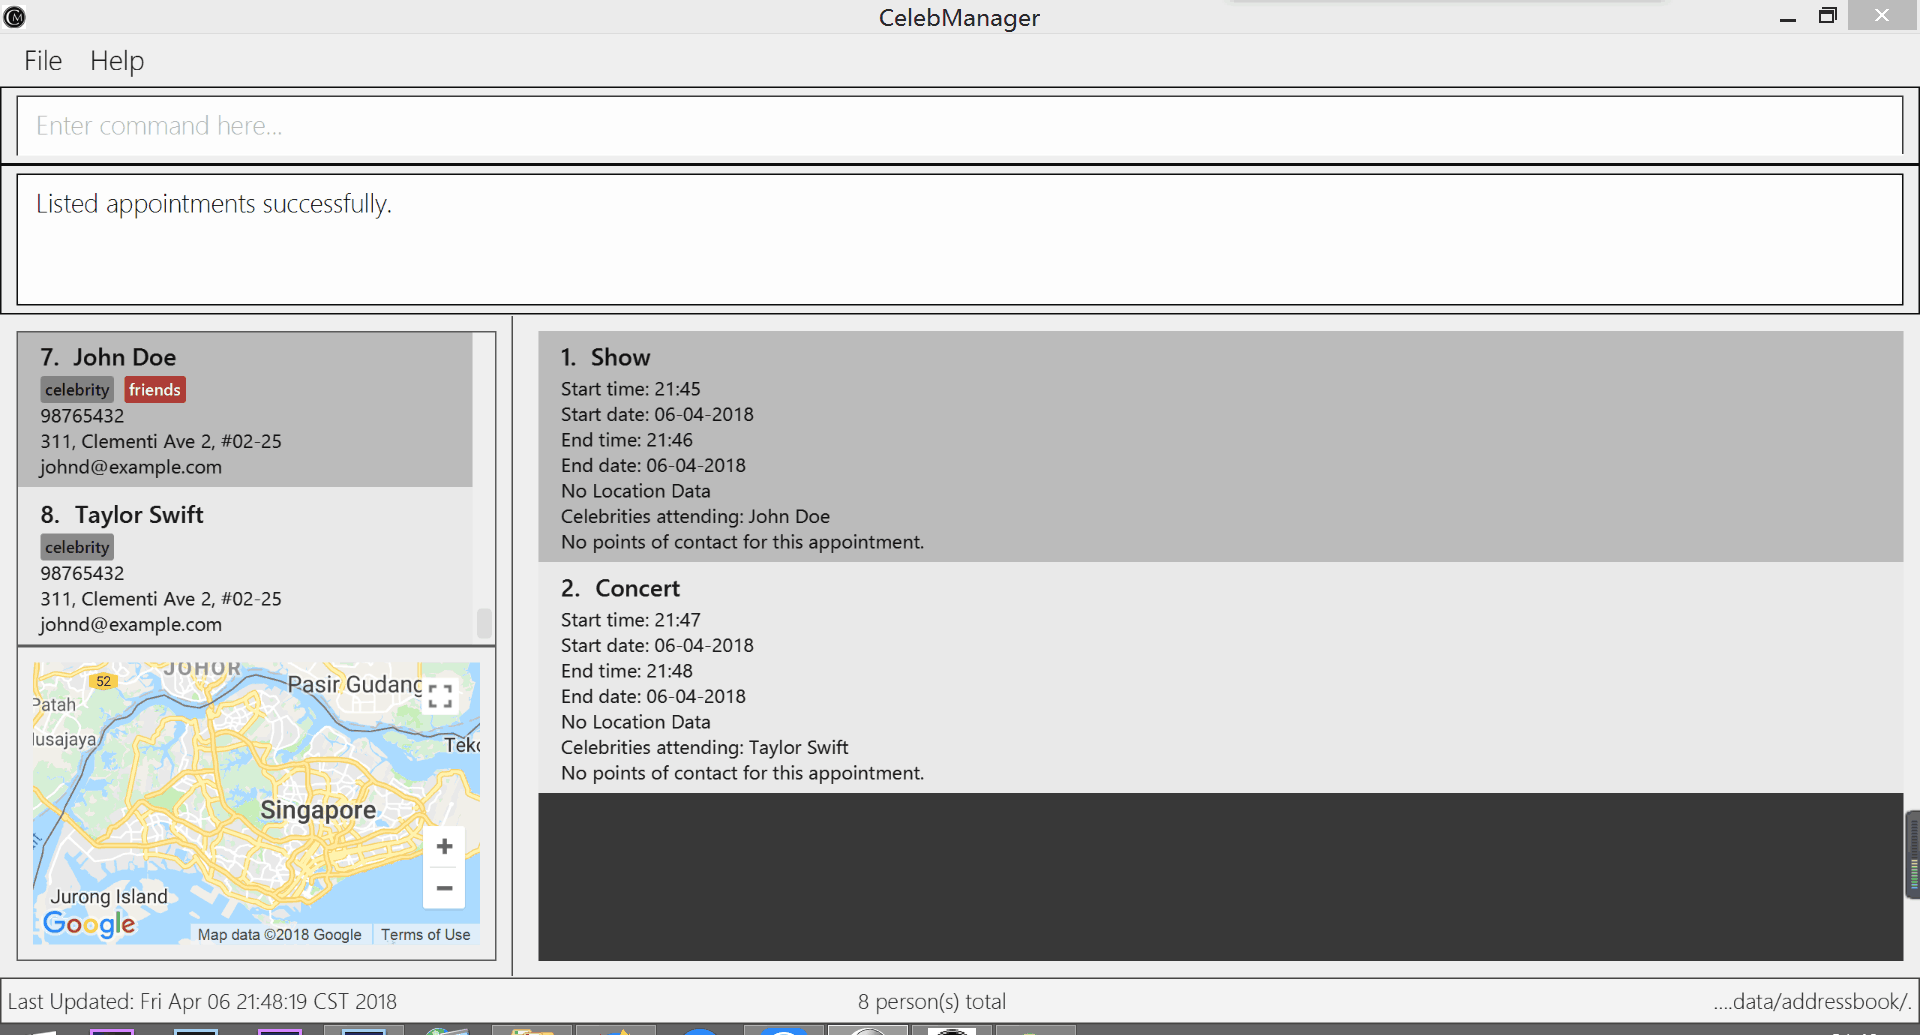 CelebManager
File Help
Enter command here...
Listed appointments successfully.
7. John Doe
celebrity friends
98765432
311, Clementi Ave 2, #02-25
johnd@example.com
8. Taylor Swift
celebrity
98765432
311, Clementi Ave 2, #02-25
johnd@example.com
JOHOR
52
Pasir Gudang
Patah
usajaya
Teko
Singapore
Jurong Island
Google
Map data ©2018 Google Terms of Use
1. Show
Start time: 21:45
Start date: 06-04-2018
End time: 21:46
End date: 06-04-2018
No Location Data
Celebrities attending: John Doe
No points of contact for this appointment.
2. Concert
Start time: 21:47
Start date: 06-04-2018
End time: 21:48
End date: 06-04-2018
No Location Data
Celebrities attending: Taylor Swift
No points of contact for this appointment.
Last Updated: Fri Apr 06 21:48:19 CST 2018
8 person(s) total
....data/addressbook/.